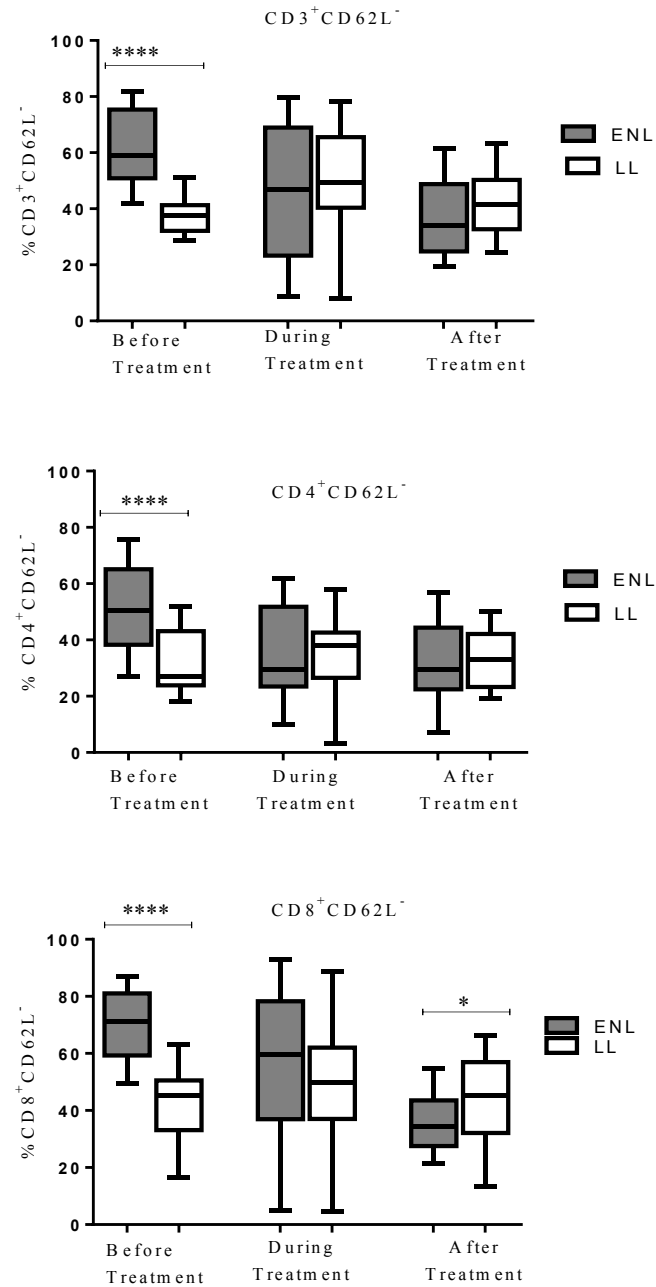 CD3+CD62L-
%CD3+CD62L-
100
80
60
40
20
0
****
ENL
LL
Before
Treatment
During
Treatment
After
Treatment
CD4+CD62L-
% CD4+CD62L-
100
80
60
40
20
0
****
ENL
LL
Before
Treatment
During
Treatment
After
Treatment
CD8+CD62L-
%CD8+CD62L-
100
80
60
40
20
0
****
*
ENL
LL
Before
Treatment
During
Treatment
After
Treatment